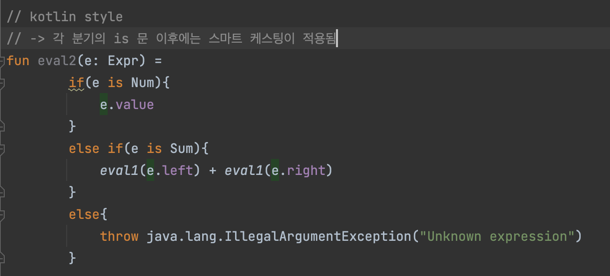 // kotlin style
// -> 각 분기의 is 문 이후에는 스마트 케스팅이 적용됨
fun eval2(e: Expr) =
        if(e is Num){
            e.value
        }
        else if(e is Sum){
            eval1(e.left) + eval1(e.right)
        }
        else{
            throw java.lang.IllegalArgumentException("Unknown expression")
        }